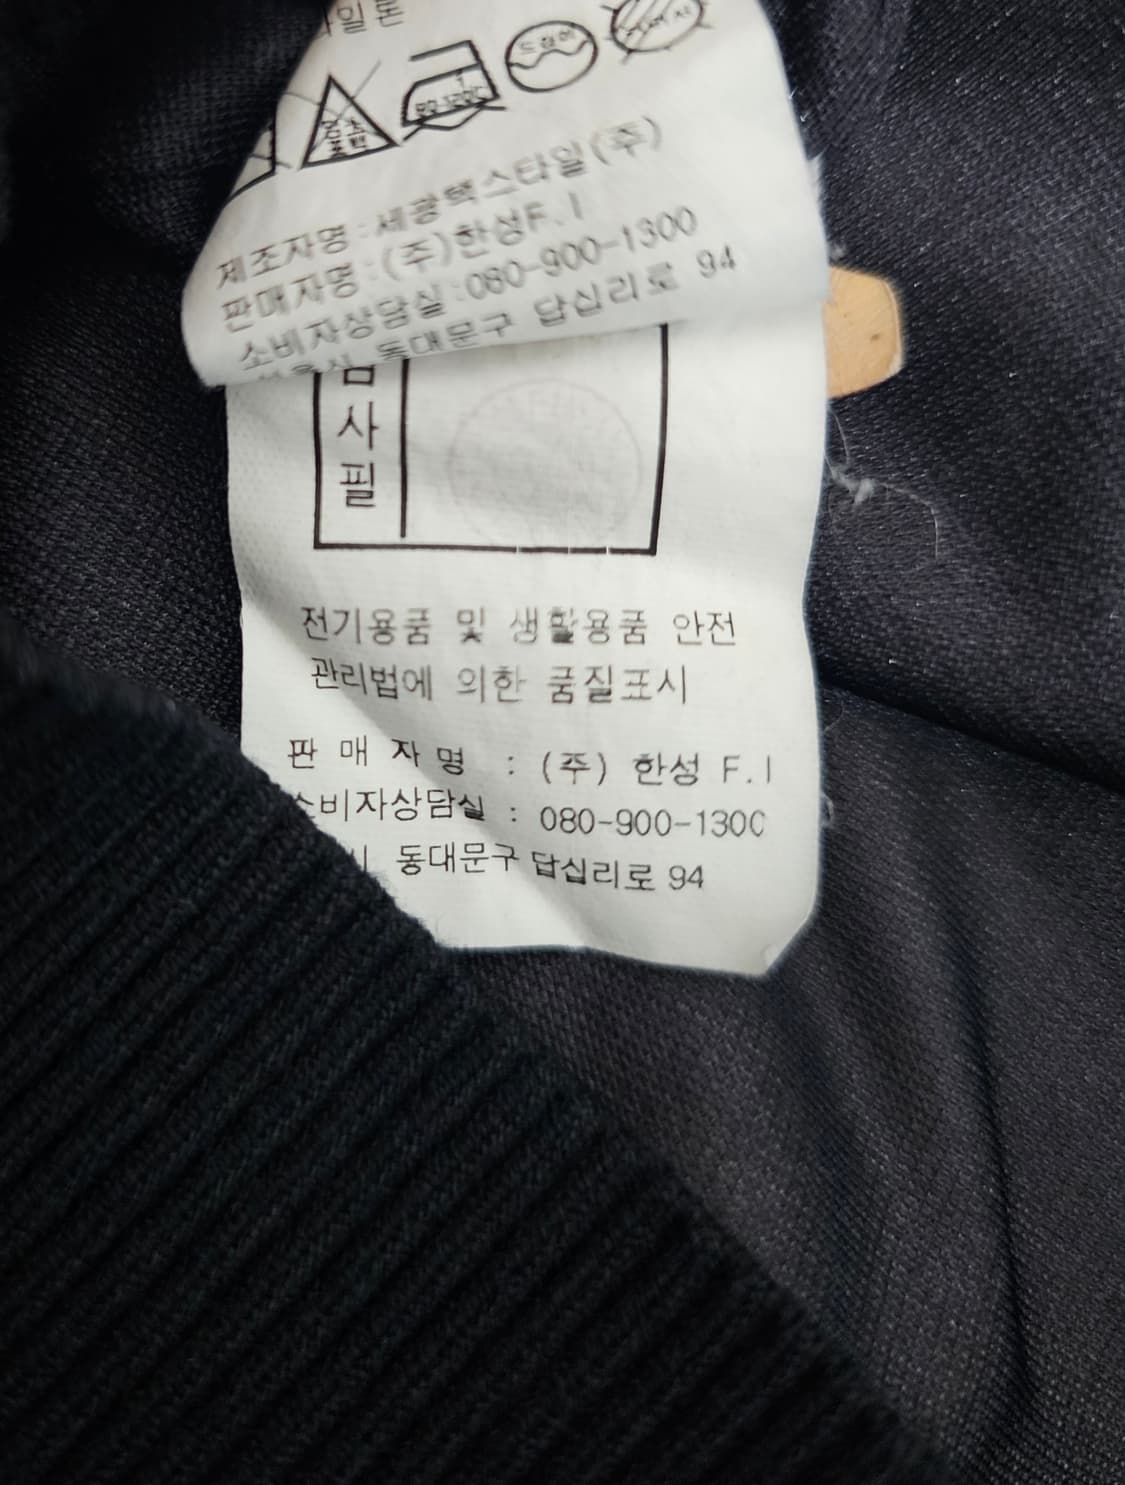 드라이
제조자명 : 세광텍스타일(주)
판매자명 : (주)한성F.I
소비자상담실 : 080-900-1300
동대문구 답십리로 94
사
필
전기용품 및 생활용품 안전
관리법에 의한 품질표시
판 매 자 명 : (주) 한성 F.I
소비자상담실 : 080-900-1300
동대문구 답십리로 94